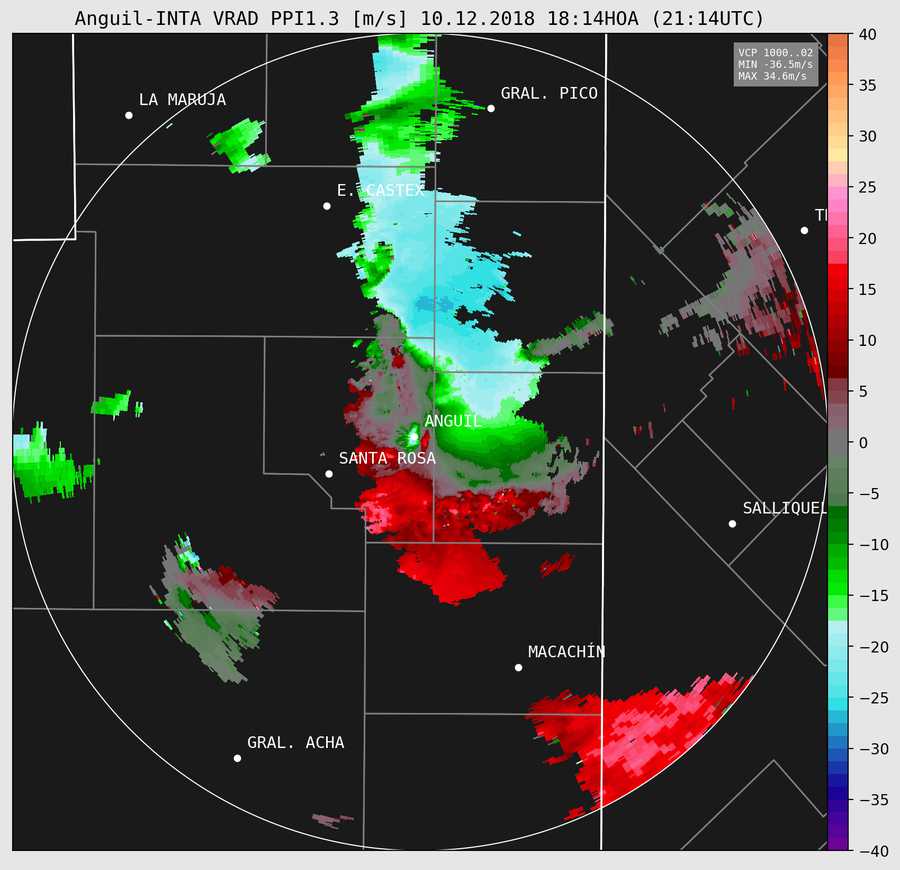 Anguil-INTA VRAD PPI1.3 [m/s] 10.12.2018 18:14HOA (21:14UTC)
VCP 1000..02
MIN -36.5m/s
MAX 34.6m/s
LA MARUJA
GRAL. PICO
E. CASTEX
ANGUIL
SANTA ROSA
SALLIQUEL
MACACHÍN
GRAL. ACHA
40
35
30
25
20
15
10
5
0
−5
−10
−15
−20
−25
−30
−35
−40